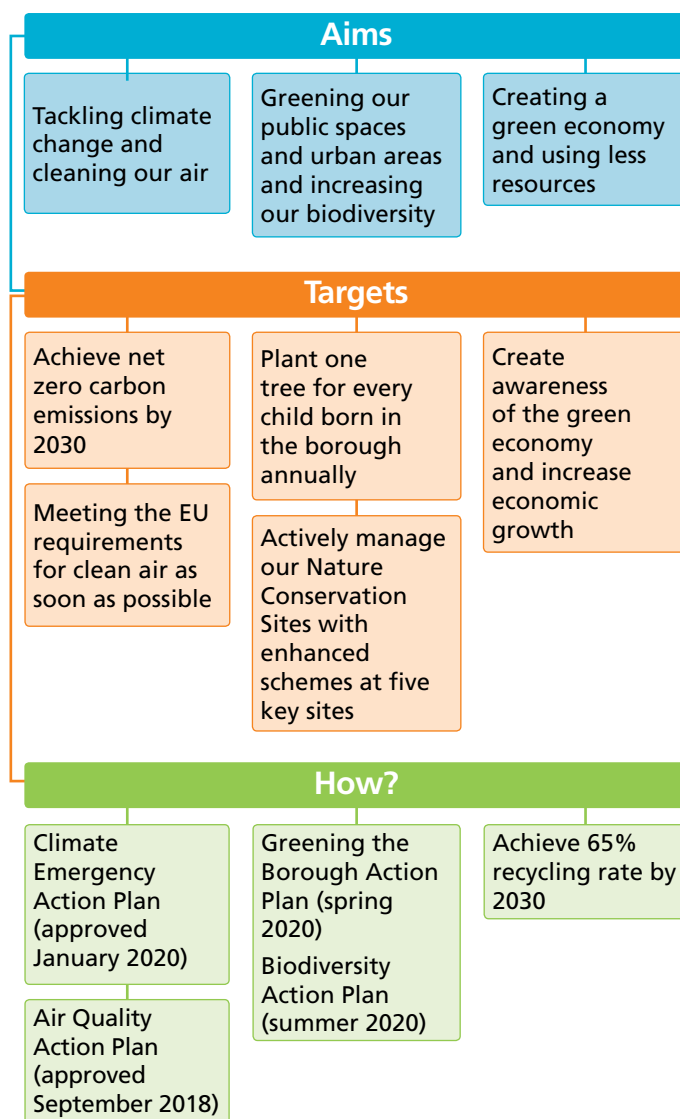 Aims
Tackling climate
change and
cleaning our air
Greening our
public spaces
and urban areas
and increasing
our biodiversity
Creating a
green economy
and using less
resources
Targets
Achieve net
zero carbon
emissions by
2030
Meeting the EU
requirements
for clean air as
soon as possible
Plant one
tree for every
child born in
the borough
annually
Actively manage
our Nature
Conservation
Sites with
enhanced
schemes at five
key sites
Create
awareness
of the green
economy
and increase
economic
growth
How?
Climate
Emergency
Action Plan
(approved
January 2020)
Air Quality
Action Plan
(approved
September 2018)
Greening the
Borough Action
Plan (spring
2020)
Biodiversity
Action Plan
(summer 2020)
Achieve 65%
recycling rate by
2030